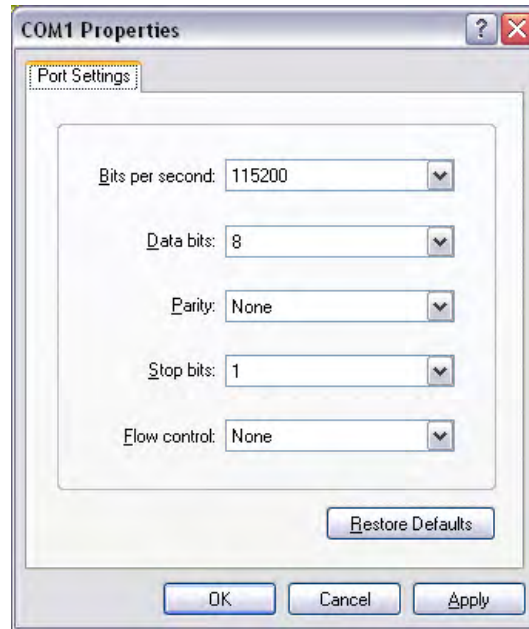 COM1 Properties
Port Settings
Bits per second: 115200
Data bits: 8
Parity: None
Stop bits: 1
Flow control: None
Restore Defaults
OK Cancel Apply